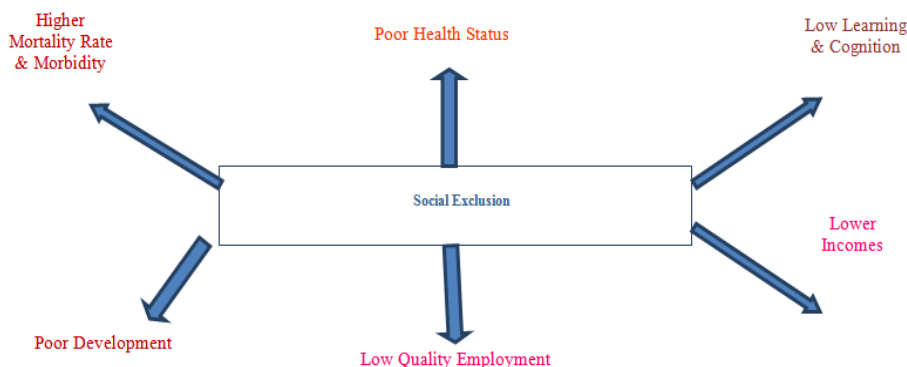 Higher
Mortality Rate
& Morbidity
Poor Health Status
Low Learning
& Cognition
Social Exclusion
Lower
Incomes
Poor Development
Low Quality Employment